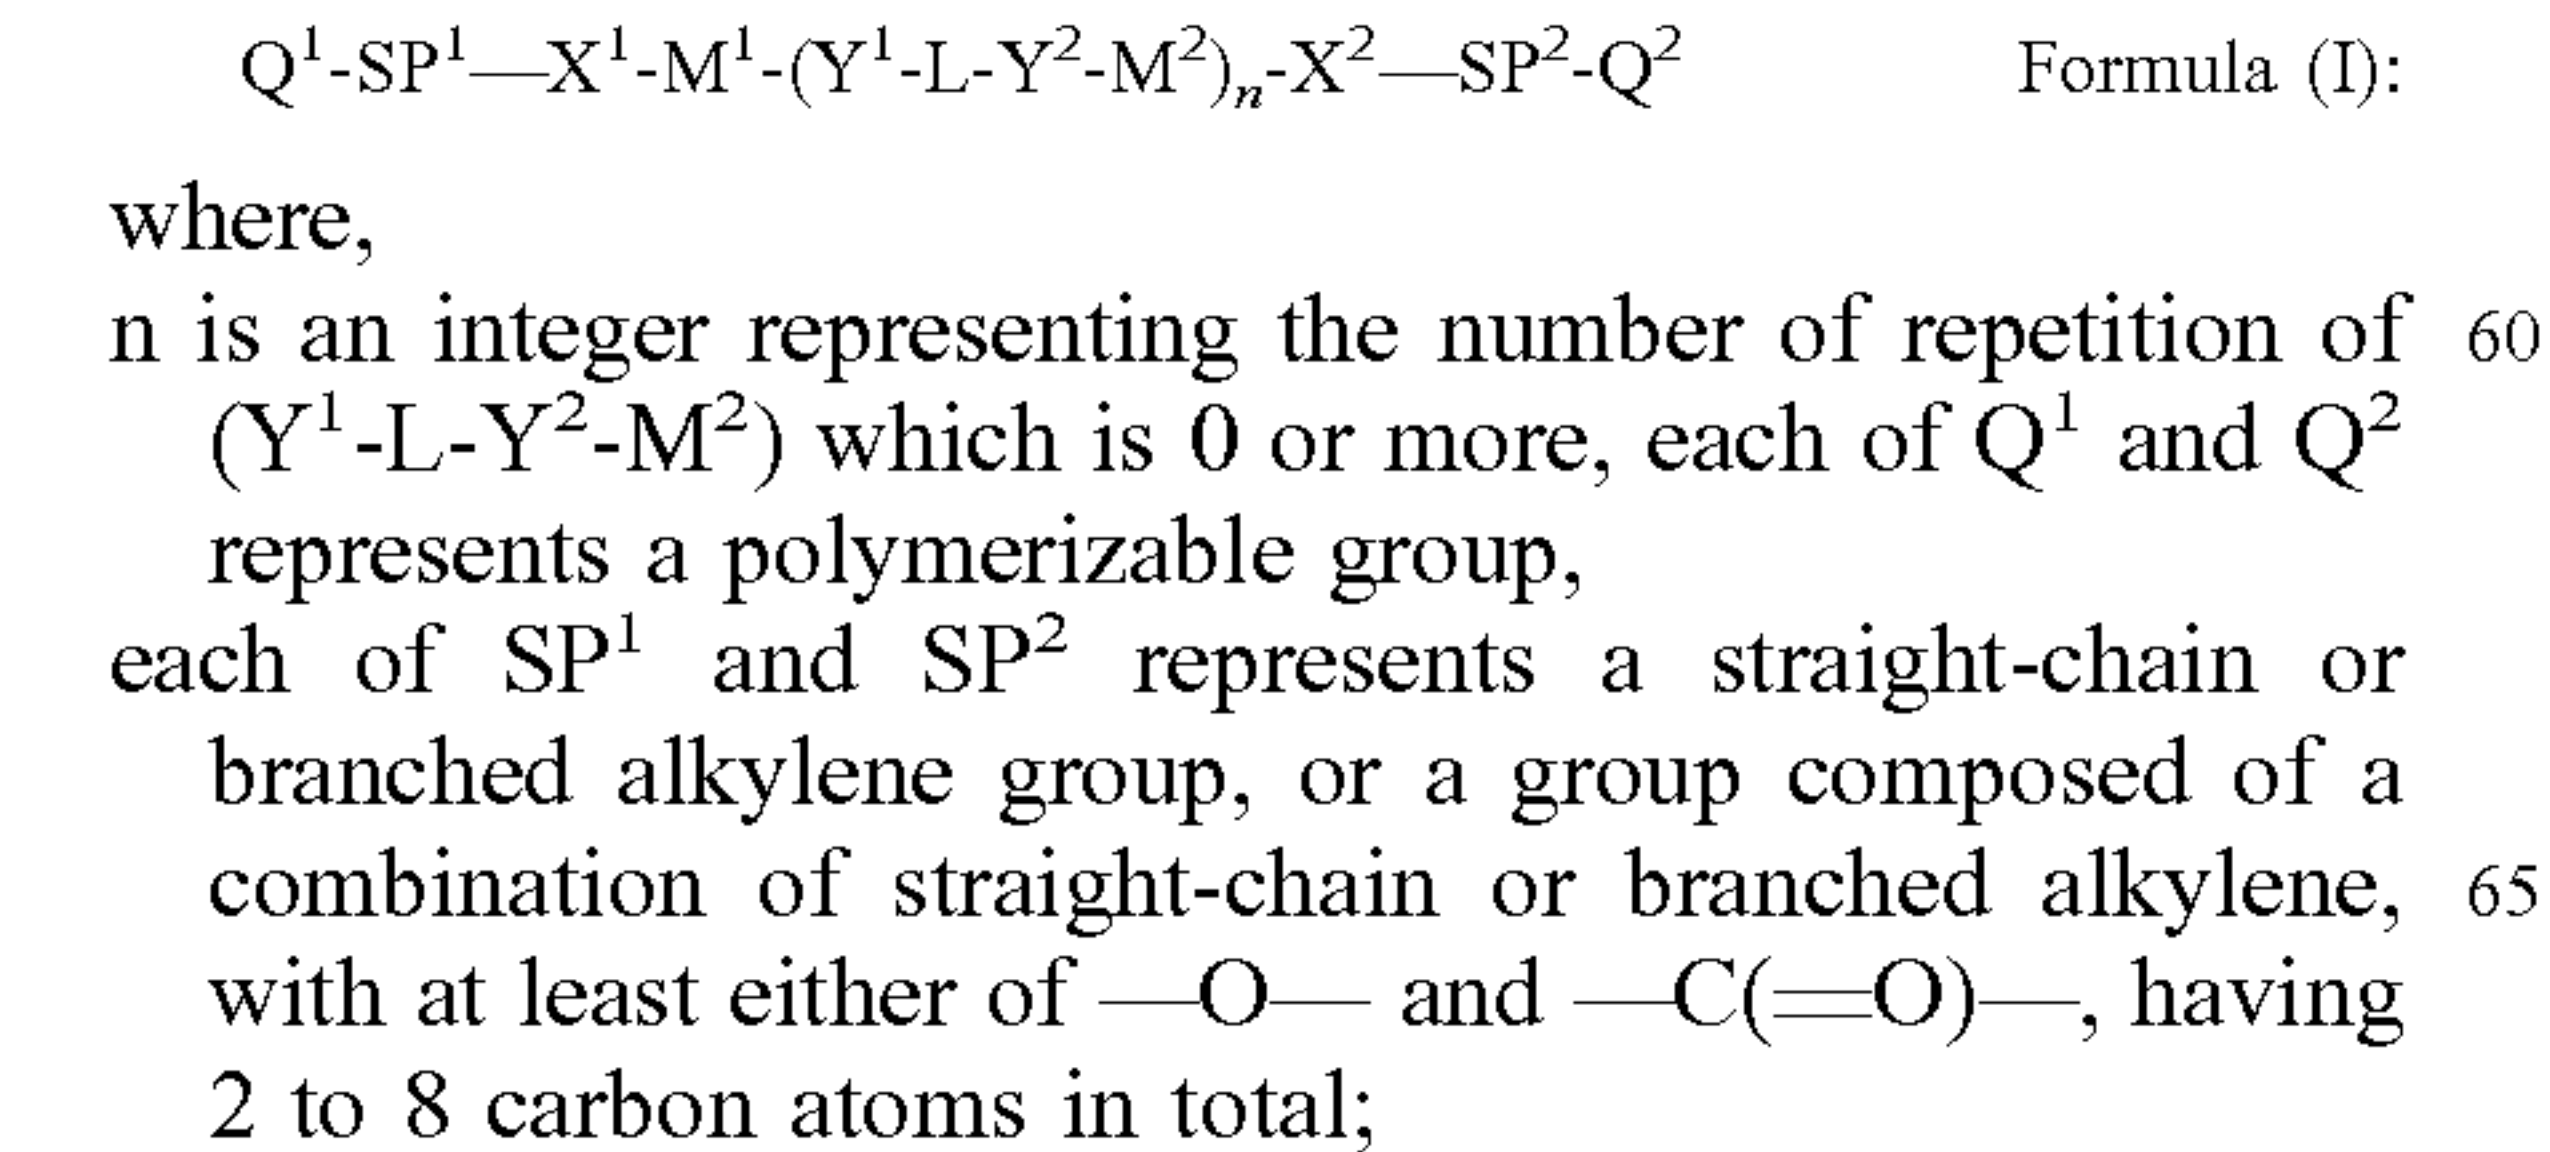 Q¹-SP¹—X¹-M¹-(Y¹-L-Y²-M²)ₙ-X²—SP²-Q² Formula (I):
where,
n is an integer representing the number of repetition of 60
(Y¹-L-Y²-M²) which is 0 or more, each of Q¹ and Q²
represents a polymerizable group,
each of SP¹ and SP² represents a straight-chain or
branched alkylene group, or a group composed of a
combination of straight-chain or branched alkylene, 65
with at least either of —O— and —C(=O)—, having
2 to 8 carbon atoms in total;